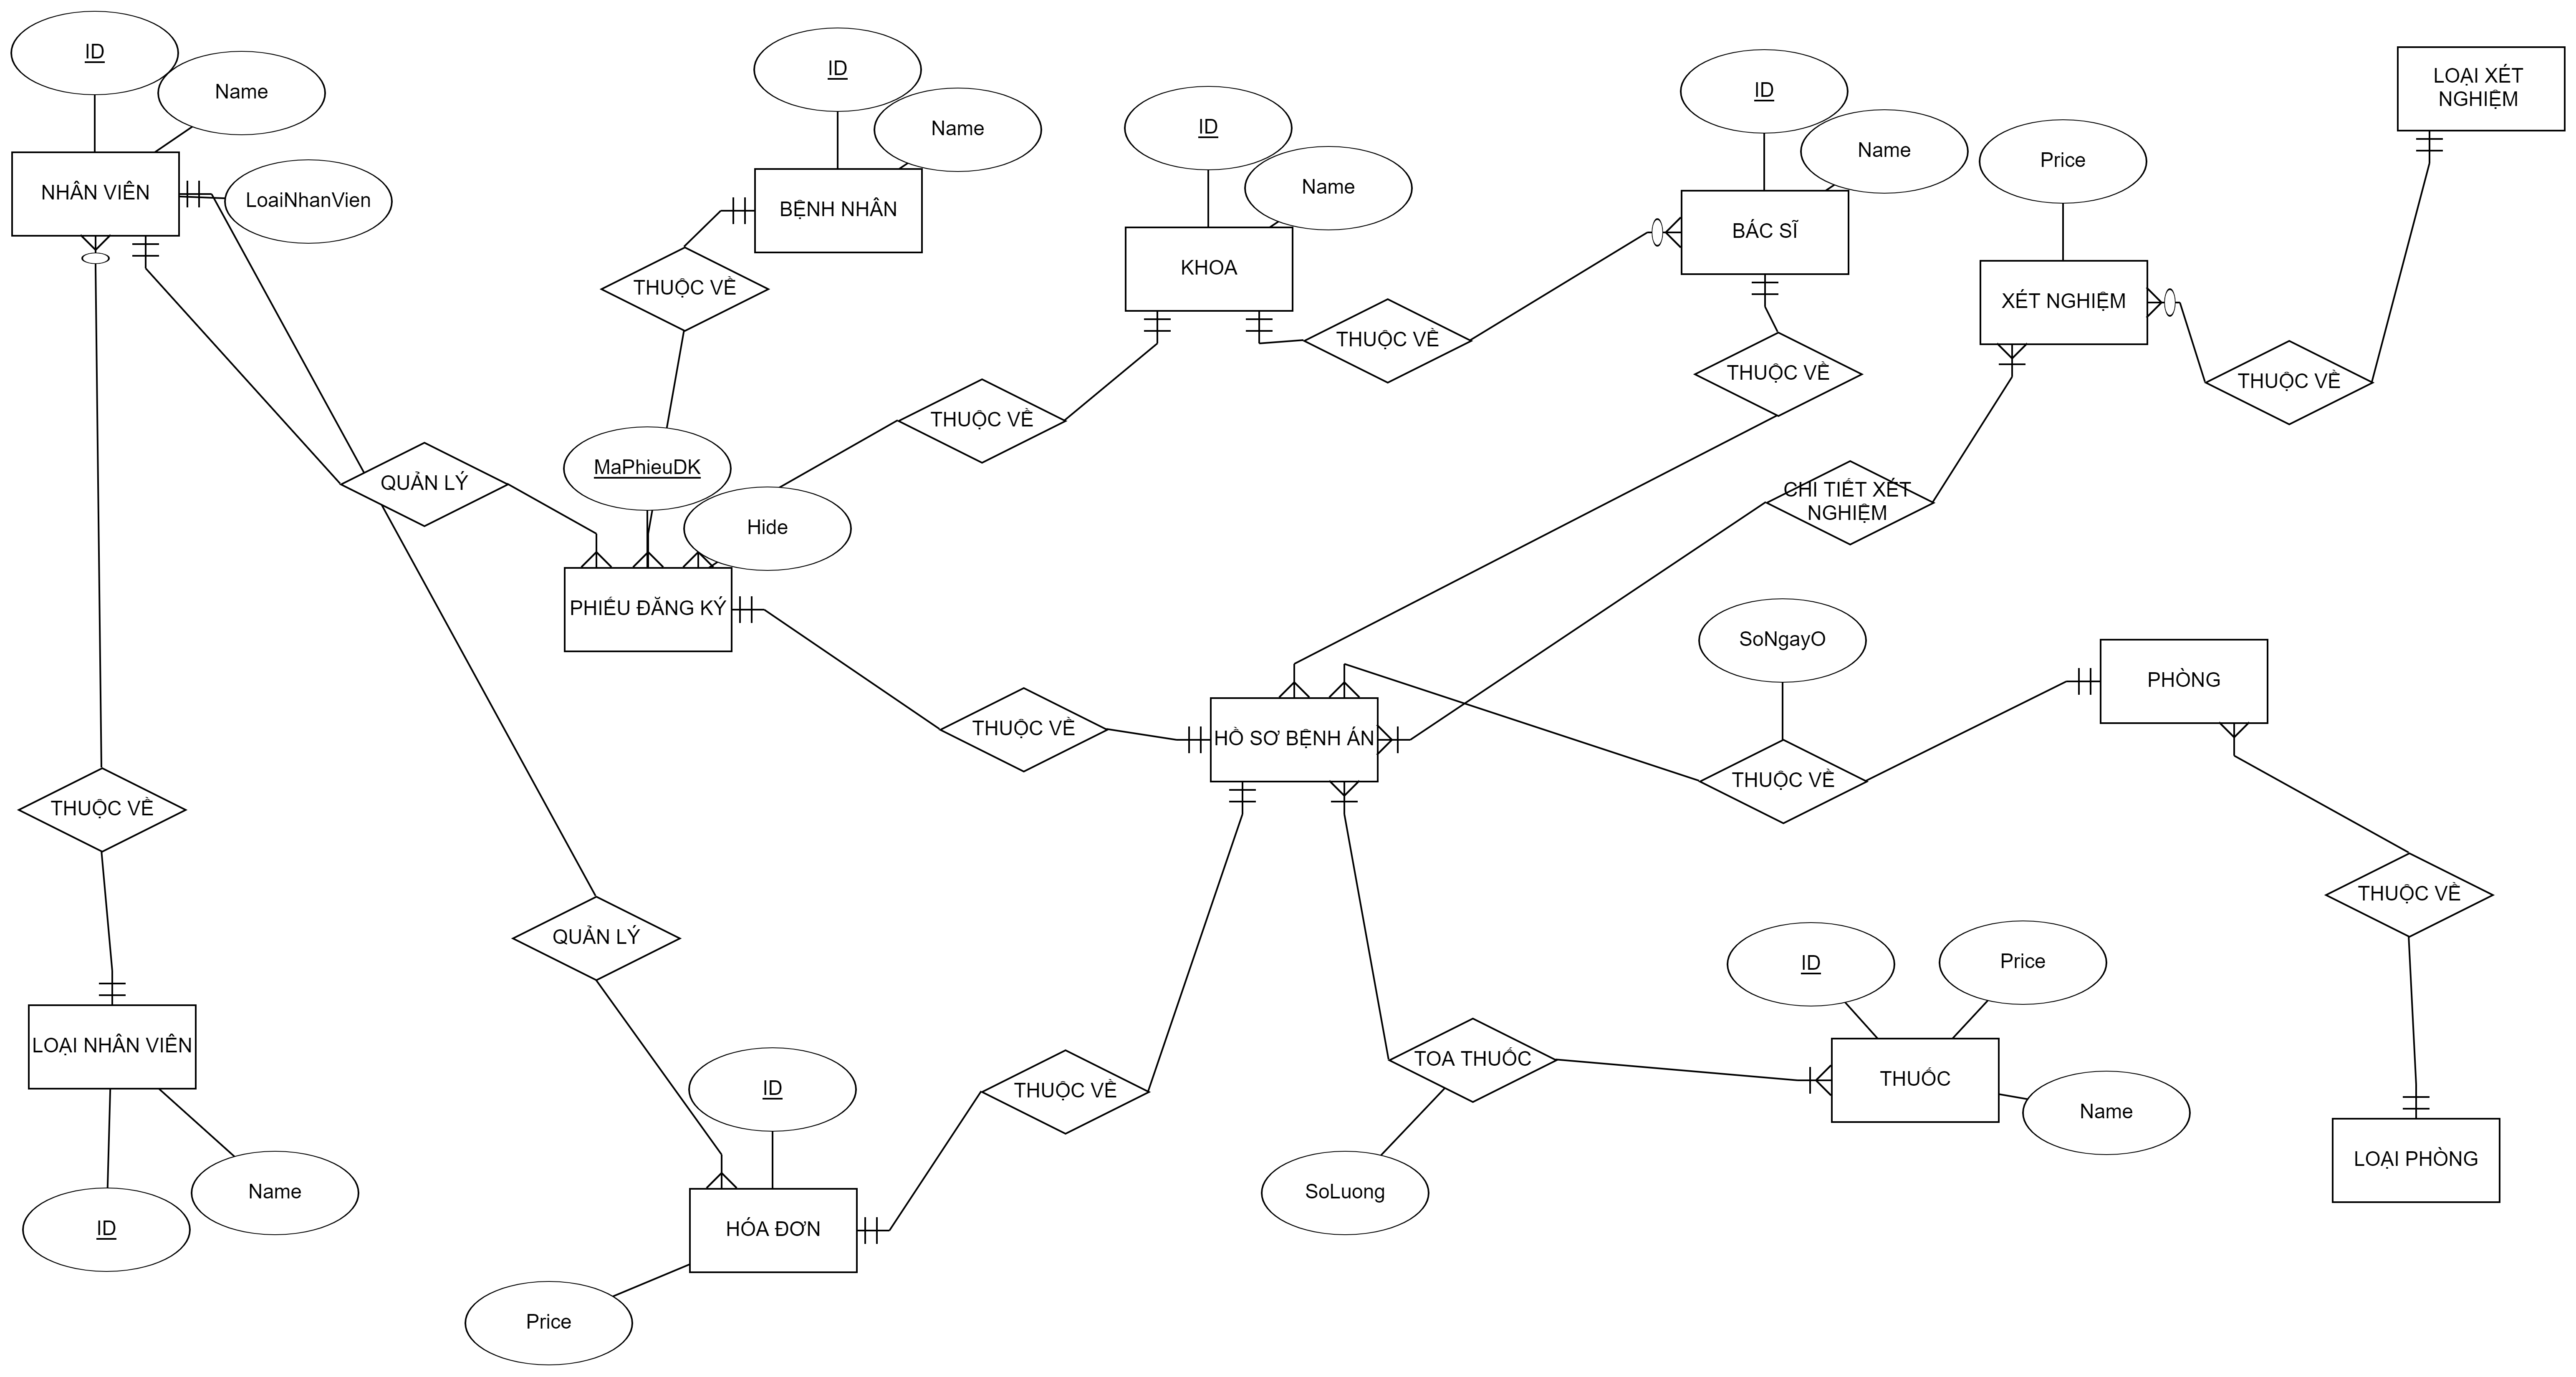 ID
Name
NHÂN VIÊN
LoaiNhanVien
ID
Name
BỆNH NHÂN
THUỘC VỀ
ID
Name
KHOA
THUỘC VỀ
THUỘC VỀ
ID
Name
BÁC SĨ
THUỘC VỀ
Price
XÉT NGHIỆM
LOẠI XÉT
NGHIỆM
THUỘC VỀ
QUẢN LÝ
MaPhieuDK
Hide
PHIẾU ĐĂNG KÝ
CHI TIẾT XÉT
NGHIỆM
SoNgayO
PHÒNG
THUỘC VỀ
HỒ SƠ BỆNH ÁN
THUỘC VỀ
THUỘC VỀ
THUỘC VỀ
QUẢN LÝ
LOẠI NHÂN VIÊN
ID
Name
ID
HÓA ĐƠN
Price
THUỘC VỀ
TOA THUỐC
SoLuong
ID
Price
THUỐC
Name
LOẠI PHÒNG